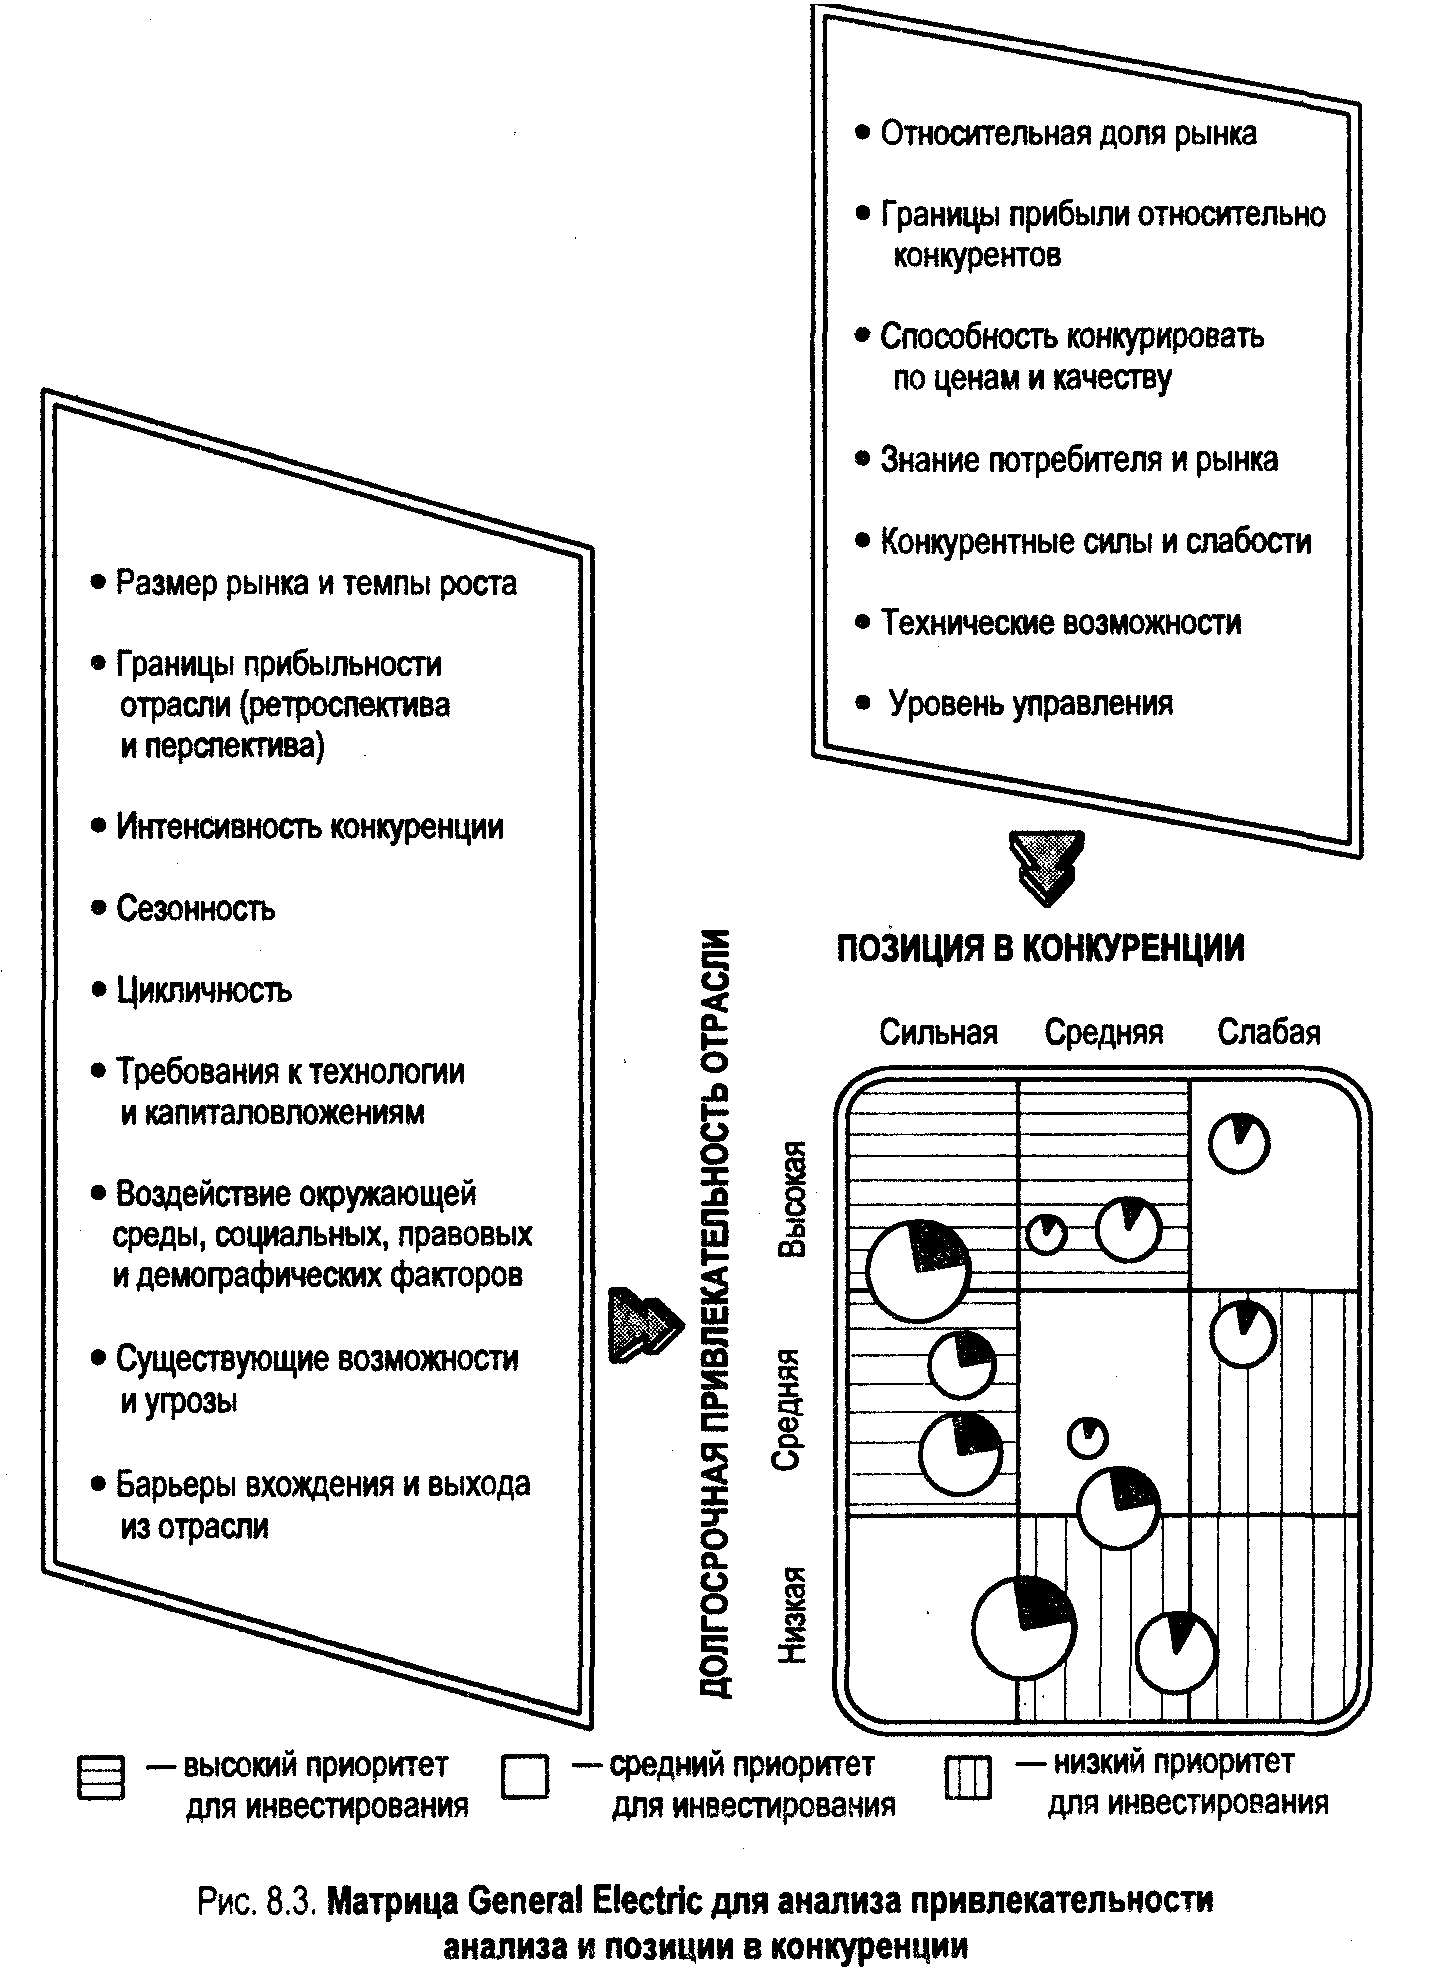 • Относительная доля рынка
• Границы прибыли относительно
конкурентов
• Способность конкурировать
по ценам и качеству
• Знание потребителя и рынка
• Конкурентные силы и слабости
• Технические возможности
• Уровень управления
• Размер рынка и темпы роста
• Границы прибыльности
отрасли (ретроспектива
и перспектива)
• Интенсивность конкуренции
• Сезонность
• Цикличность
• Требования к технологии
и капиталовложениям
• Воздействие окружающей
среды, социальных, правовых
и демографических факторов
• Существующие возможности
и угрозы
• Барьеры вхождения и выхода
из отрасли
ДОЛГОСРОЧНАЯ ПРИВЛЕКАТЕЛЬНОСТЬ ОТРАСЛИ
ПОЗИЦИЯ В КОНКУРЕНЦИИ
Сильная Средняя Слабая
Высокая
Средняя
Низкая
— высокий приоритет
для инвестирования
— средний приоритет
для инвестирования
— низкий приоритет
для инвестирования
Рис. 8.3. Матрица General Electric для анализа привлекательности
анализа и позиции в конкуренции